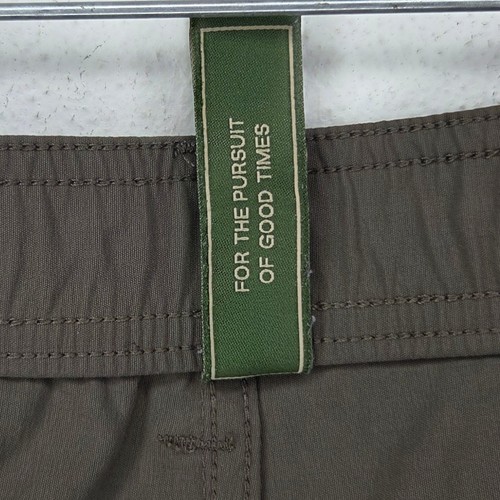 FOR THE PURSUIT
OF GOOD TIMES